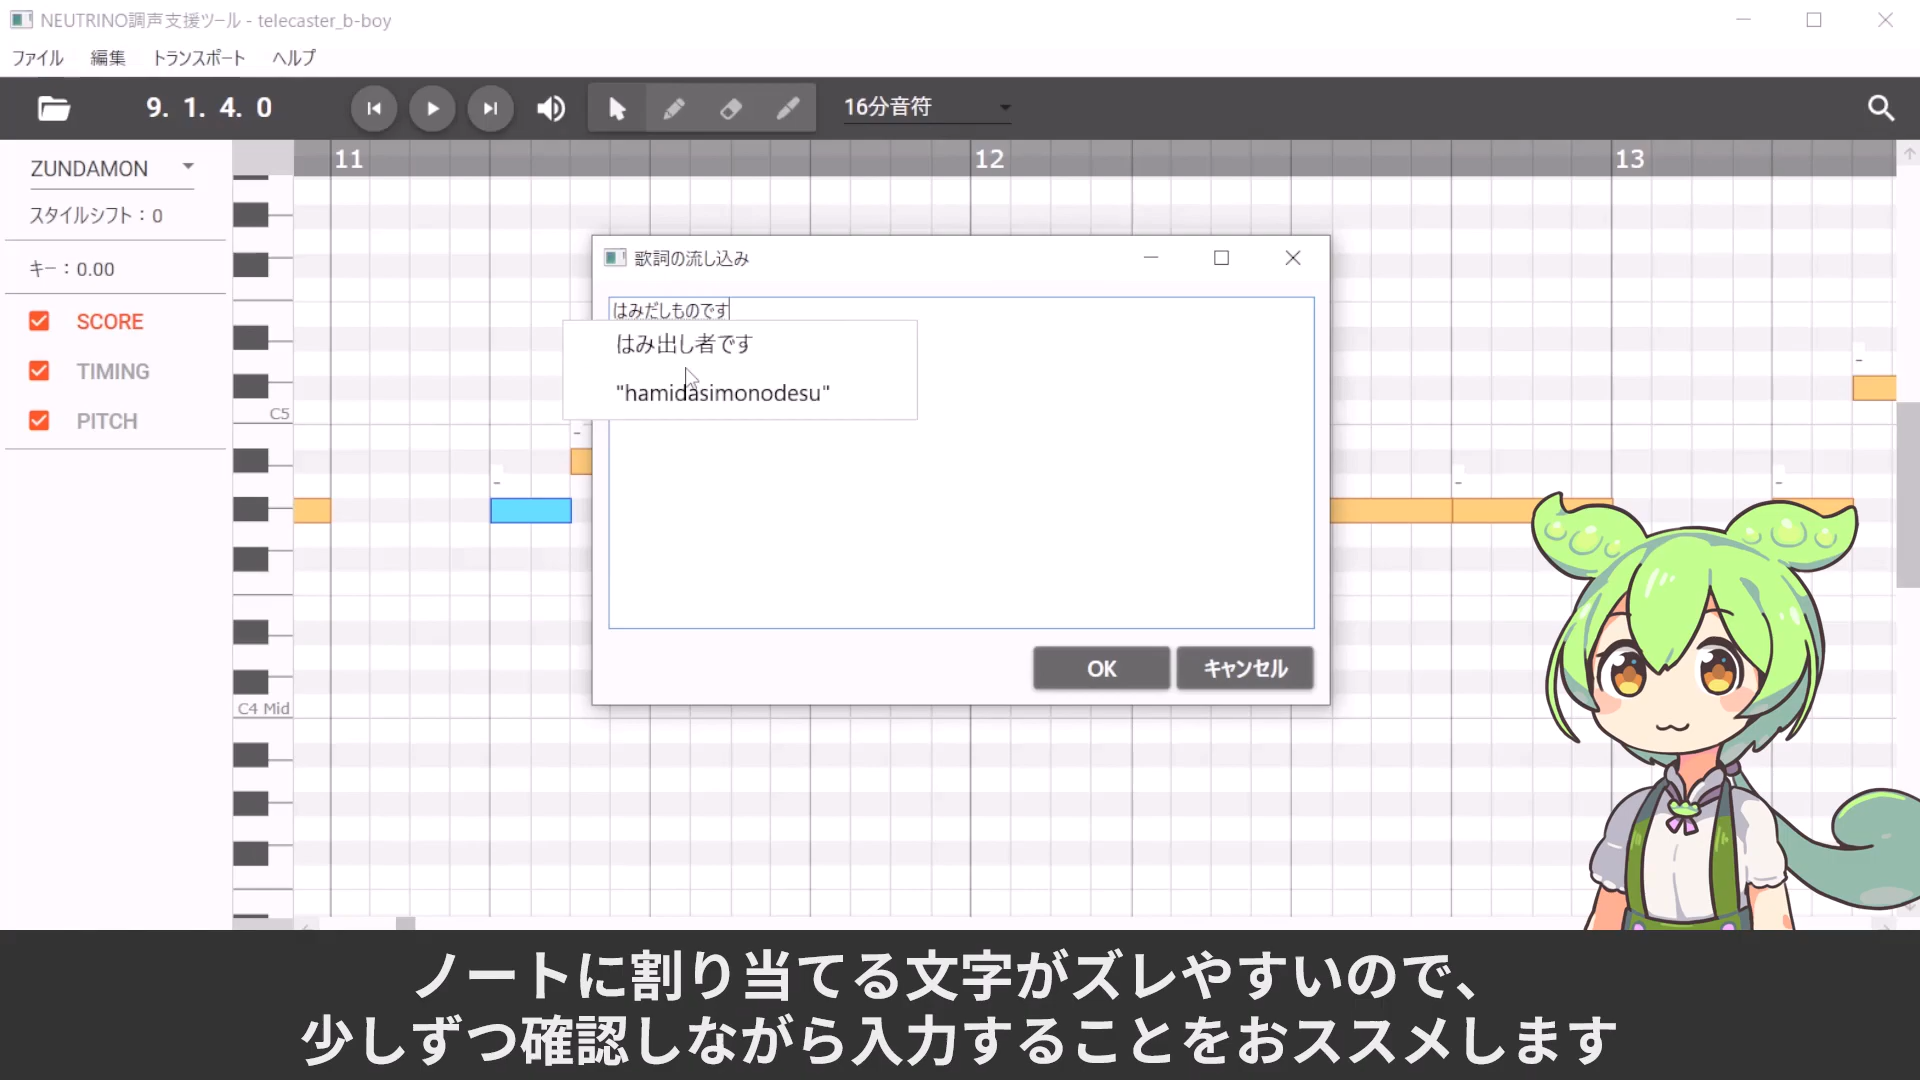 NEUTRINO調声支援ツール - telecaster_b-boy
ファイル 編集 トランスポート ヘルプ
9. 1. 4. 0
16分音符
ZUNDAMON
スタイルシフト：0
キー：0.00
SCORE
TIMING
PITCH
11 12 13
C5
C4 Mid
歌詞の流し込み
はみだしものです
はみ出し者です
"hamidasimonodesu"
OK キャンセル
ノートに割り当てる文字がズレやすいので、
少しずつ確認しながら入力することをおススメします